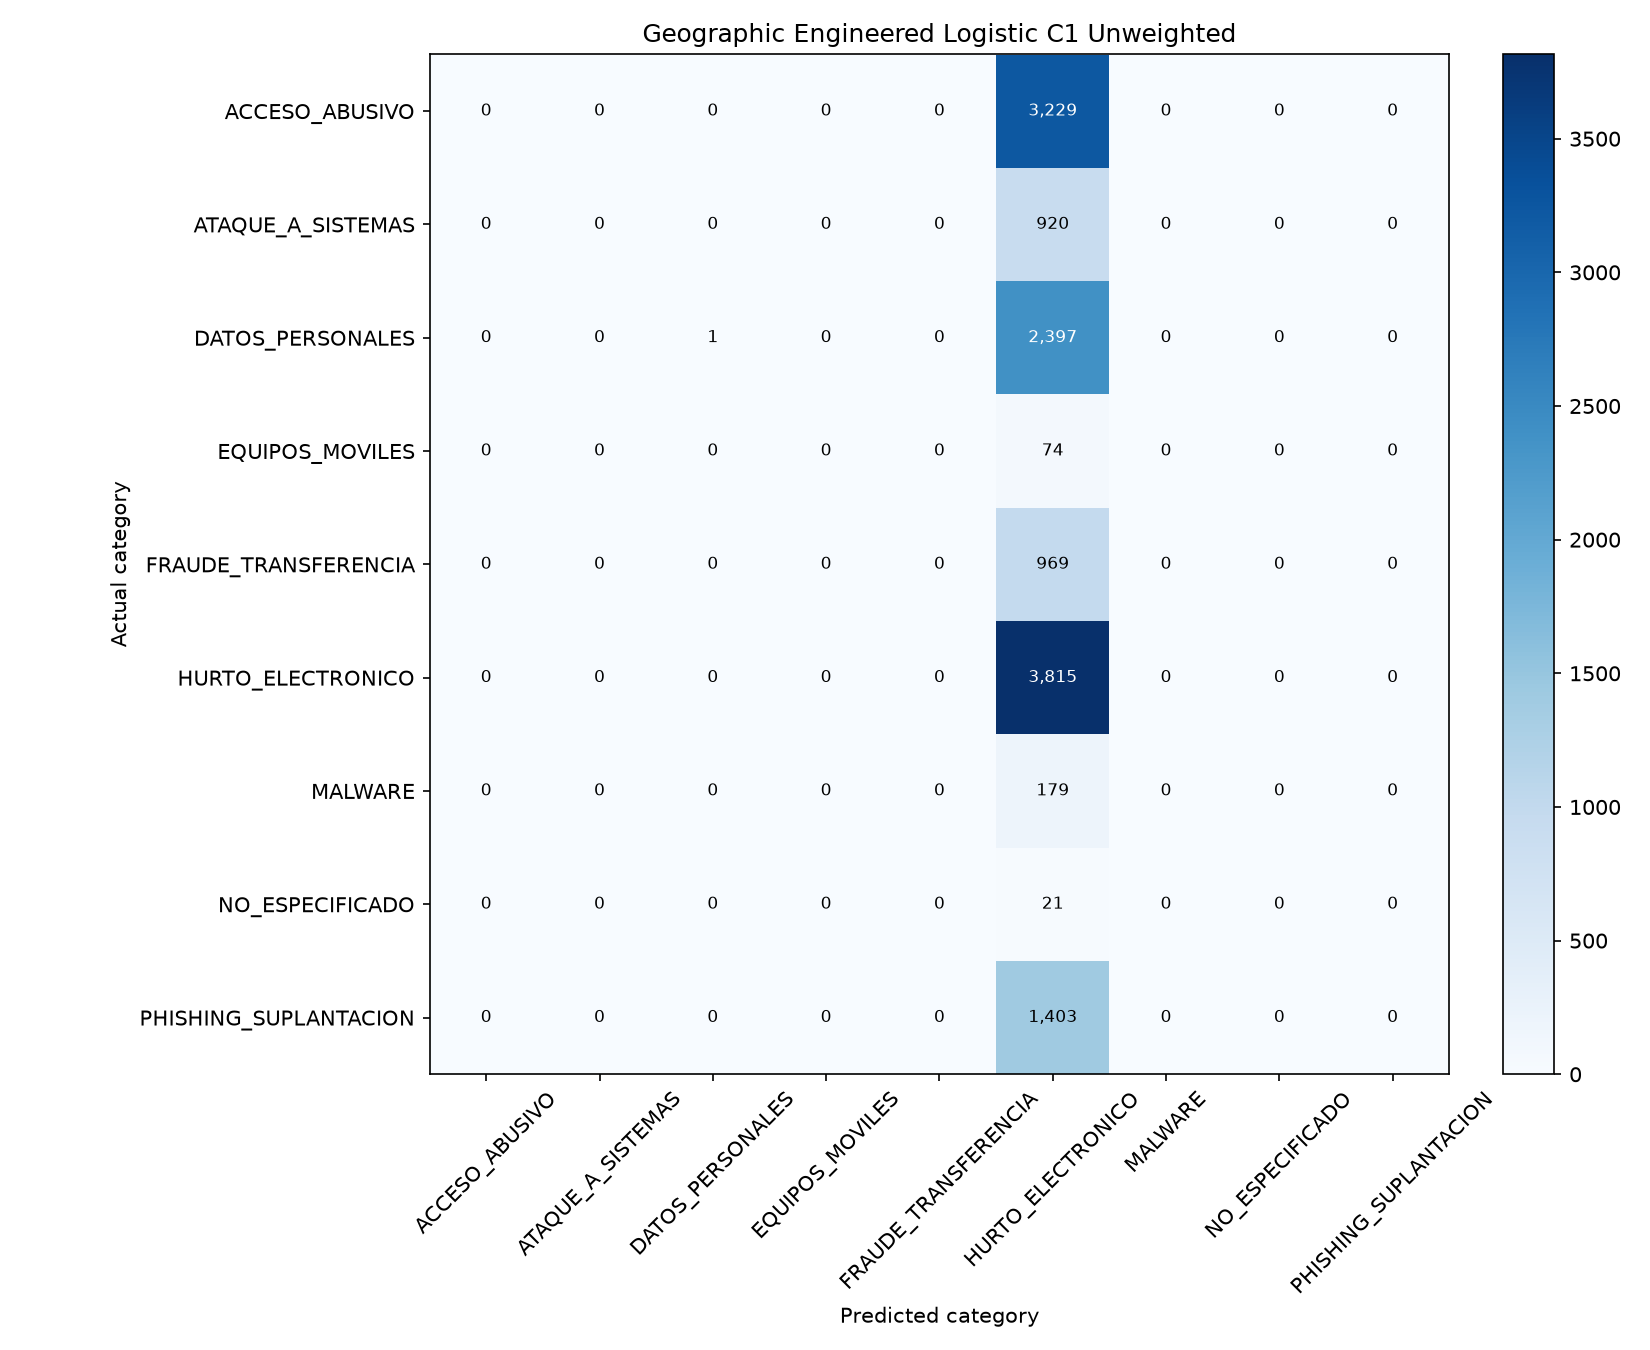 Geographic Engineered Logistic C1 Unweighted
ACCESO_ABUSIVO 0 0 0 0 0 3,229 0 0 0
ATAQUE_A_SISTEMAS 0 0 0 0 0 920 0 0 0
DATOS_PERSONALES 0 0 1 0 0 2,397 0 0 0
EQUIPOS_MOVILES 0 0 0 0 0 74 0 0 0
FRAUDE_TRANSFERENCIA 0 0 0 0 0 969 0 0 0
HURTO_ELECTRONICO 0 0 0 0 0 3,815 0 0 0
MALWARE 0 0 0 0 0 179 0 0 0
NO_ESPECIFICADO 0 0 0 0 0 21 0 0 0
PHISHING_SUPLANTACION 0 0 0 0 0 1,403 0 0 0
Actual category
ACCESO_ABUSIVO
ATAQUE_A_SISTEMAS
DATOS_PERSONALES
EQUIPOS_MOVILES
FRAUDE_TRANSFERENCIA
HURTO_ELECTRONICO
MALWARE
NO_ESPECIFICADO
PHISHING_SUPLANTACION
Predicted category
3500
3000
2500
2000
1500
1000
500
0